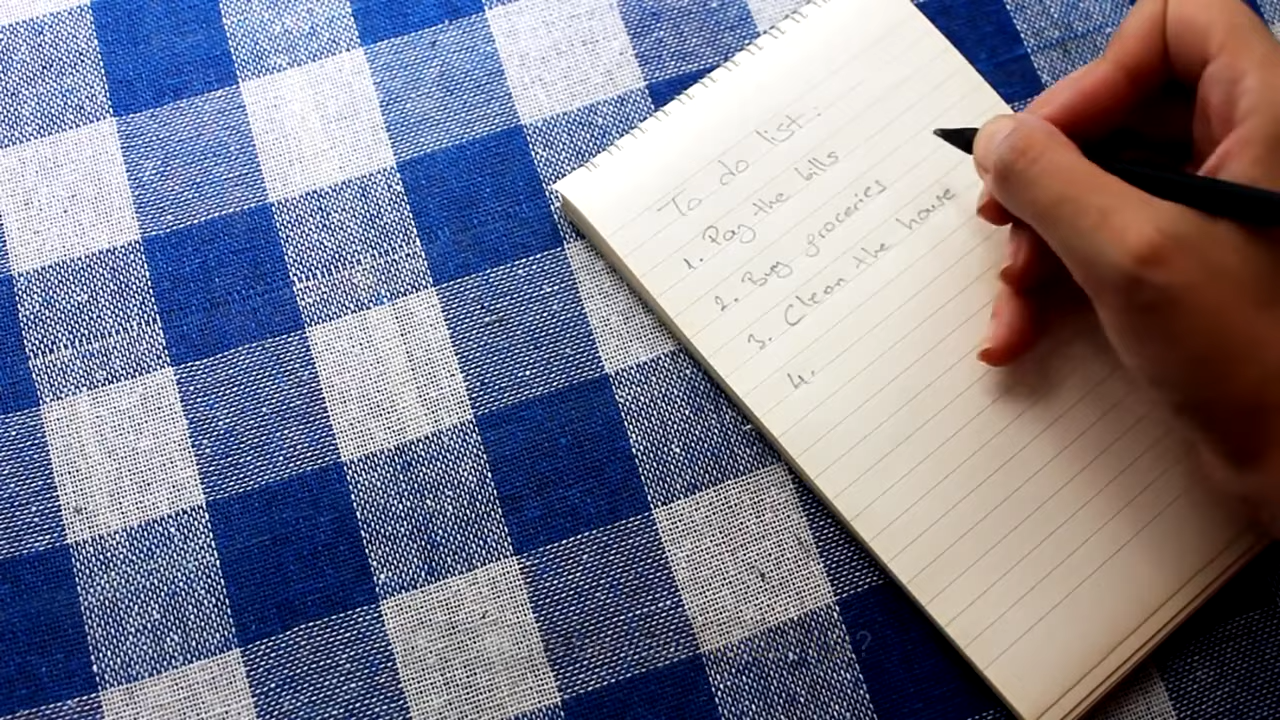 To do list:
1. Pay the bills
2. Buy groceries
3. Clean the house
4.